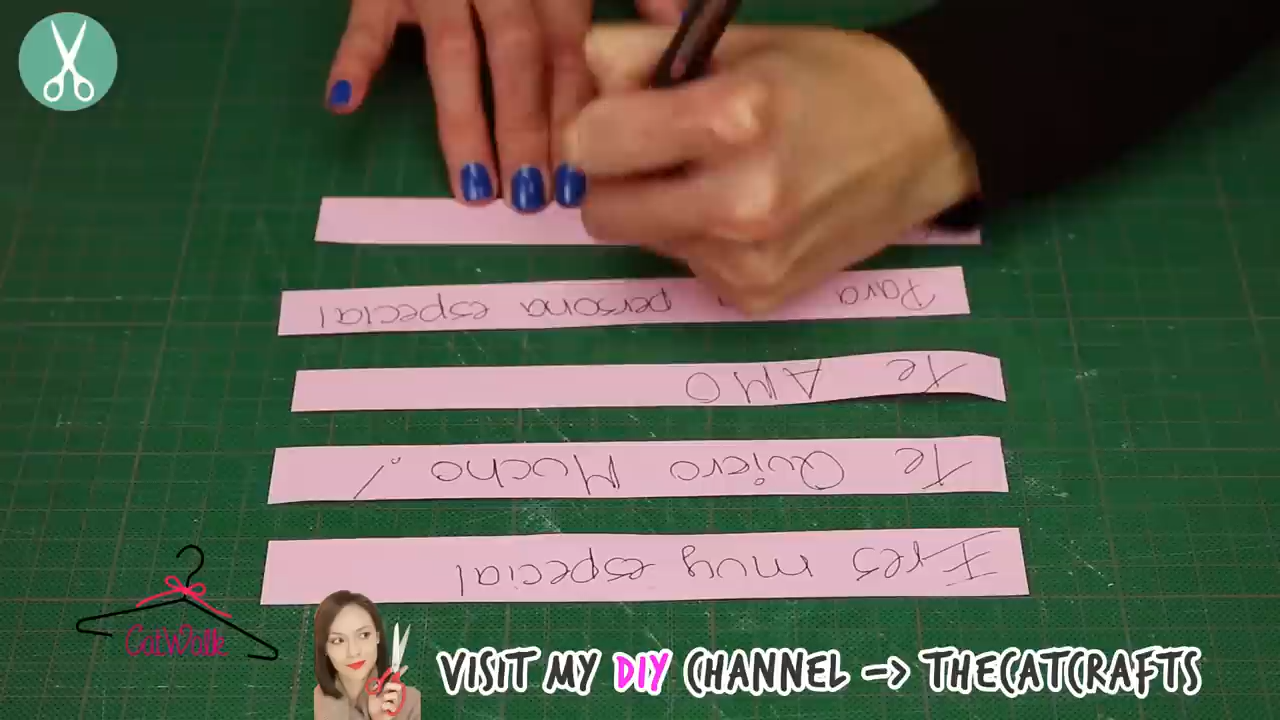 Para persona especial
Te AMO
Te Quiero Mucho!
Eres muy especial
CatWalk
VISIT MY DIY CHANNEL -> THECATCRAFTS